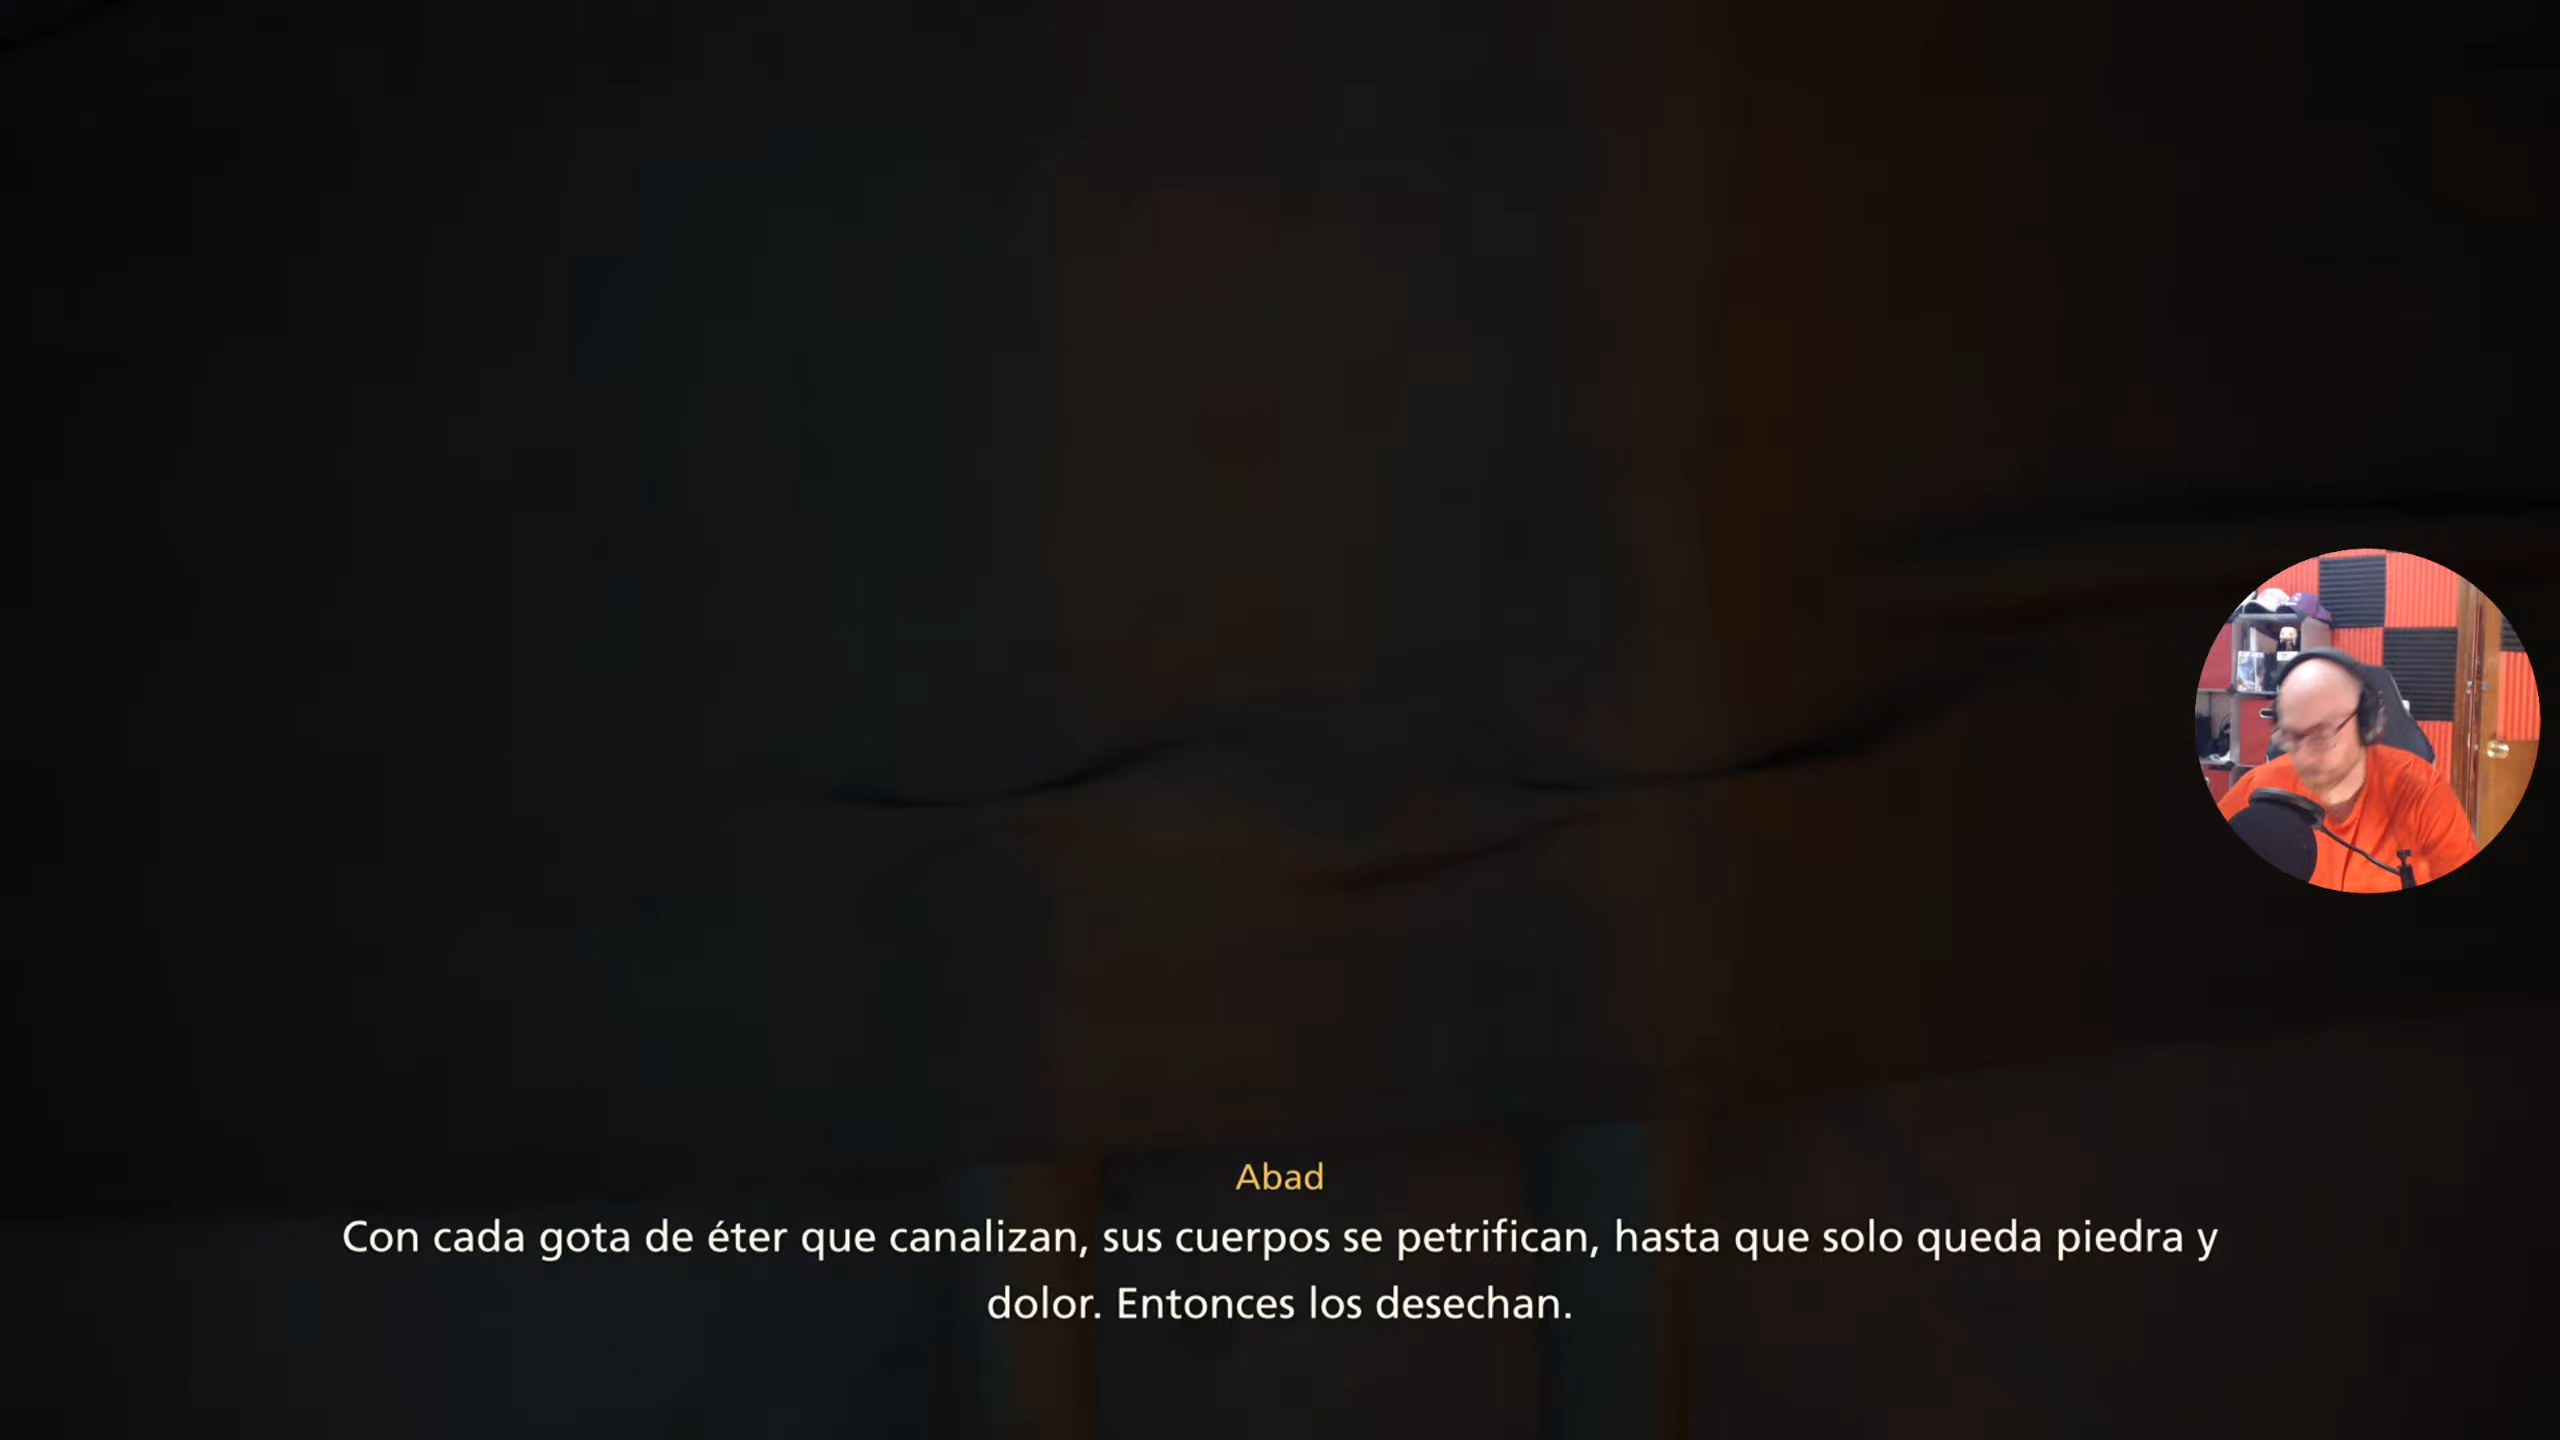 Abad
Con cada gota de éter que canalizan, sus cuerpos se petrifican, hasta que solo queda piedra y
dolor. Entonces los desechan.